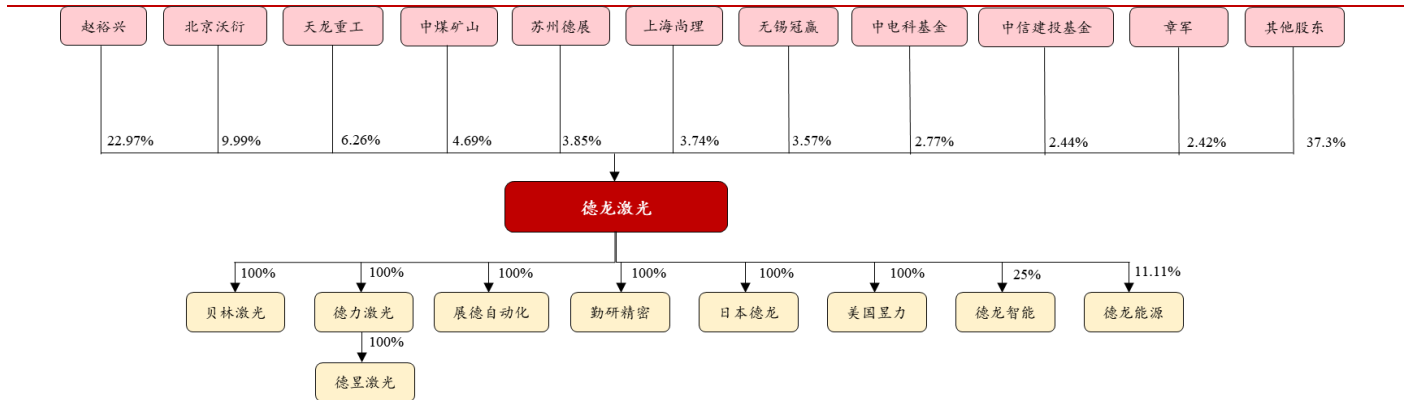 赵裕兴
北京沃衍
天龙重工
中煤矿山
苏州德展
上海尚理
无锡冠赢
中电科基金
中信建投基金
章军
其他股东
22.97%
9.99%
6.26%
4.69%
3.85%
3.74%
3.57%
2.77%
2.44%
2.42%
37.3%
德龙激光
100%
100%
100%
100%
100%
100%
25%
11.11%
贝林激光
德力激光
展德自动化
勤研精密
日本德龙
美国昱力
德龙智能
德龙能源
100%
德昱激光